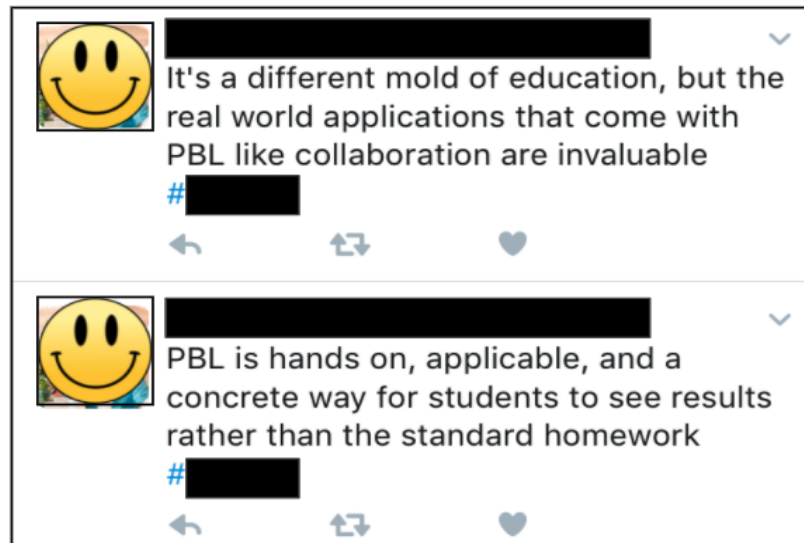 It's a different mold of education, but the
real world applications that come with
PBL like collaboration are invaluable
#
PBL is hands on, applicable, and a
concrete way for students to see results
rather than the standard homework
#